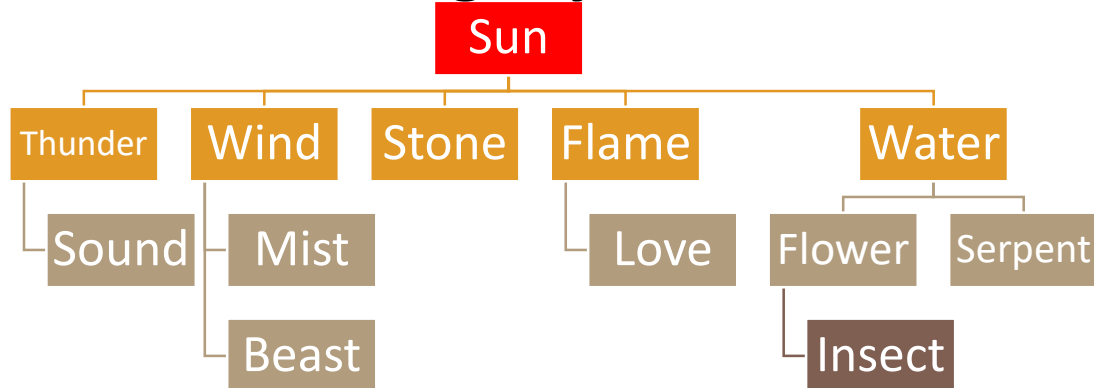 Sun
Thunder
Wind
Stone
Flame
Water
Sound
Mist
Love
Flower
Serpent
Beast
Insect